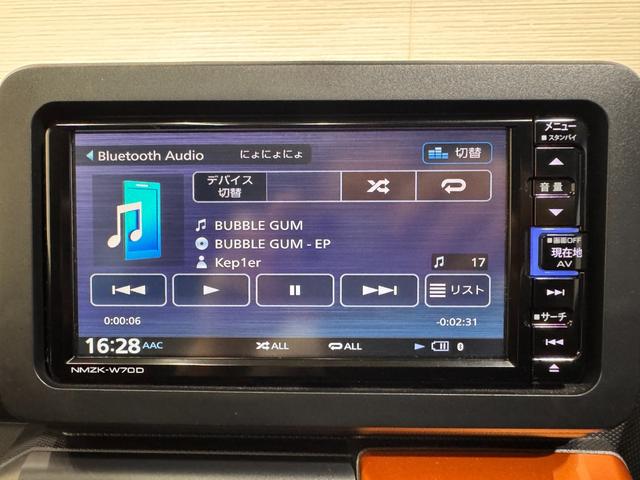 Bluetooth Audio にょにょにょ 切替
デバイス
切替
BUBBLE GUM
BUBBLE GUM - EP
Kep1er 17
リスト
0:00:06 -0:02:31
16:28 AAC ALL ALL
NMZK-W70D
メニュー
■スタンバイ
音量
■画面OFF
現在地
AV
■サーチ